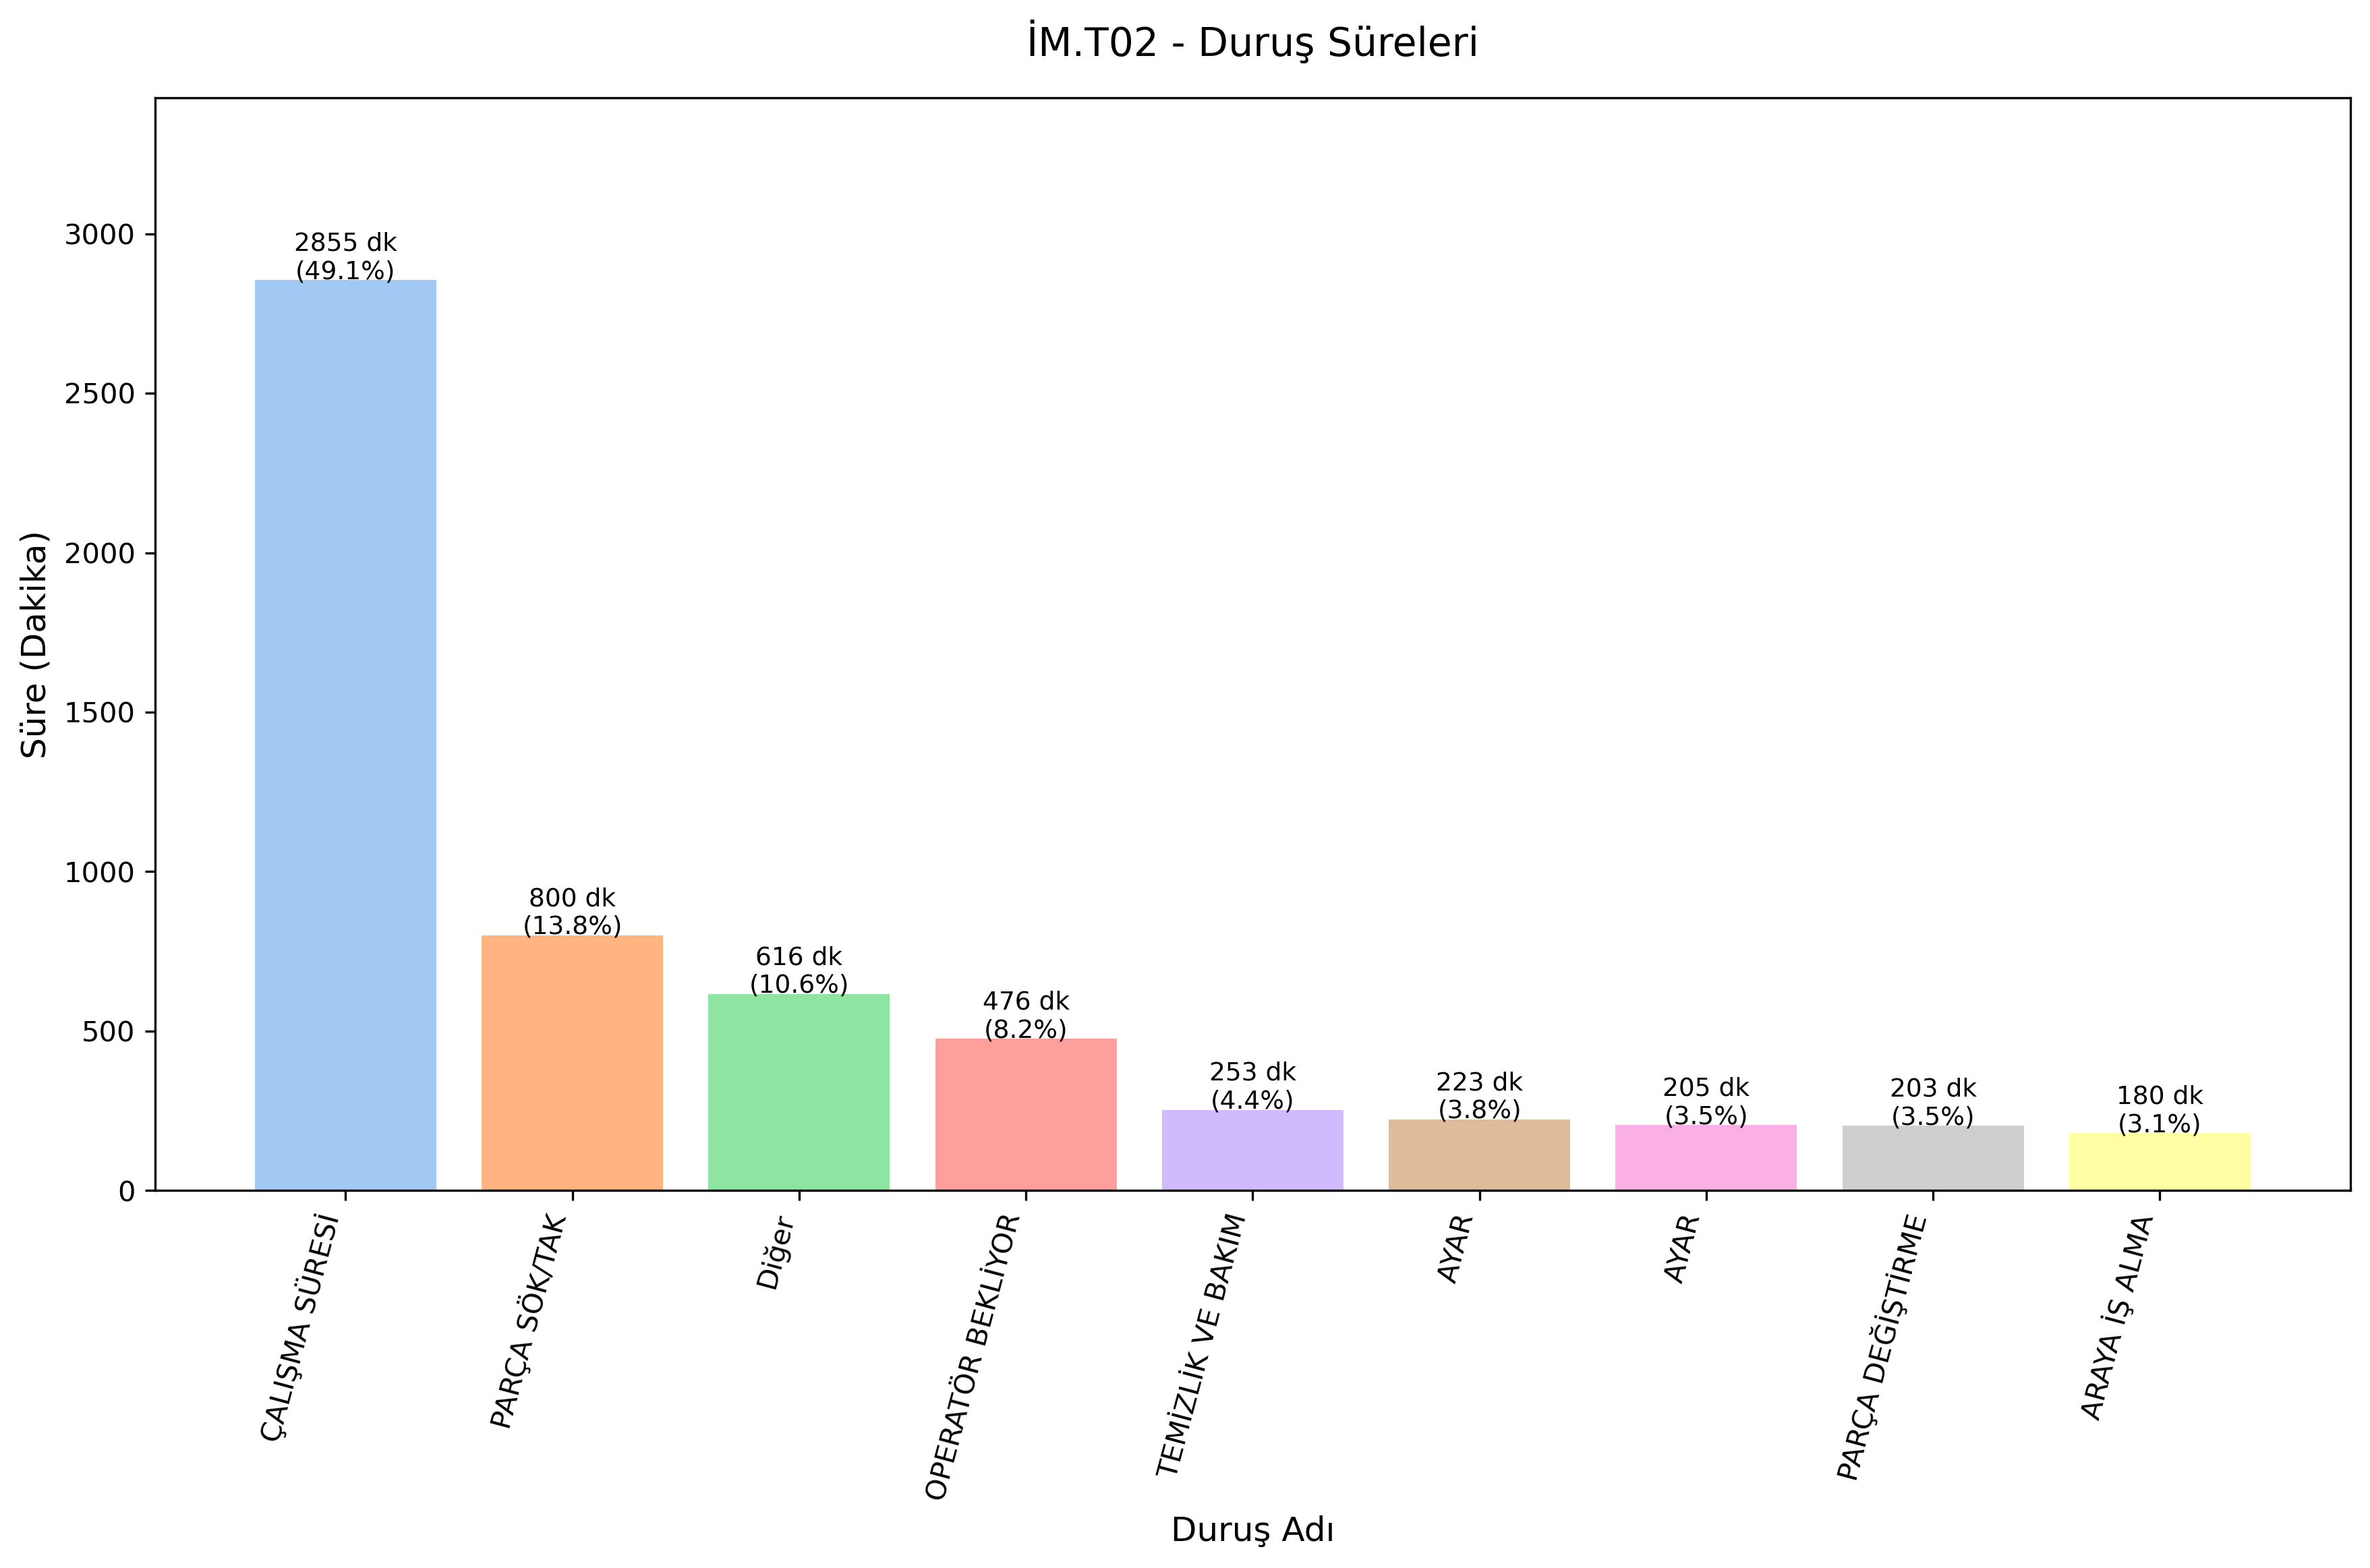 İM.T02 - Duruş Süreleri
Süre (Dakika)
3000
2500
2000
1500
1000
500
0
2855 dk
(49.1%)
800 dk
(13.8%)
616 dk
(10.6%)
476 dk
(8.2%)
253 dk
(4.4%)
223 dk
(3.8%)
205 dk
(3.5%)
203 dk
(3.5%)
180 dk
(3.1%)
ÇALIŞMA SÜRESİ
PARÇA SÖK/TAK
Diğer
OPERATÖR BEKLİYOR
TEMİZLİK VE BAKIM
AYAR
AYAR
PARÇA DEĞİŞTİRME
ARAYA İŞ ALMA
Duruş Adı